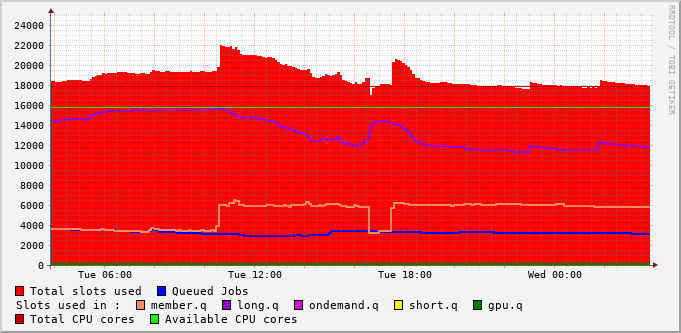 RRDTOOL / TOBI OETIKER
24000
22000
20000
18000
16000
14000
12000
10000
8000
6000
4000
2000
0
Tue 06:00 Tue 12:00 Tue 18:00 Wed 00:00
Total slots used Queued Jobs
Slots used in : member.q long.q ondemand.q short.q gpu.q
Total CPU cores Available CPU cores